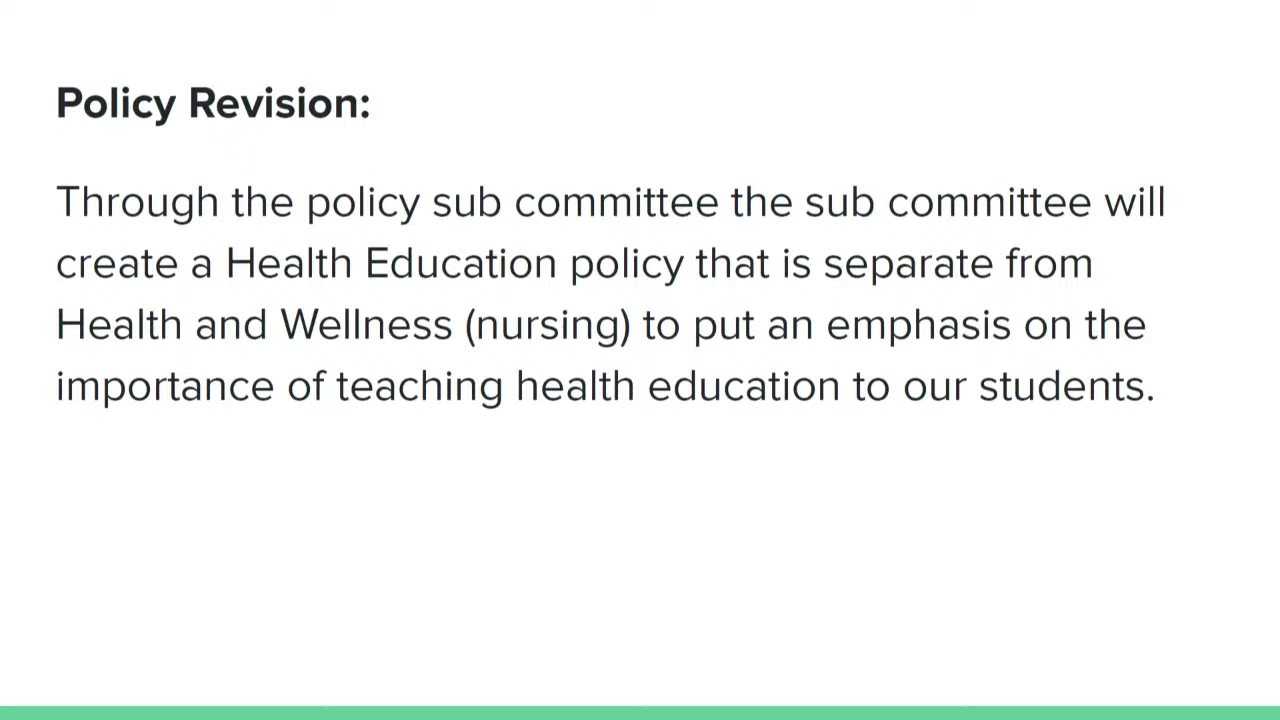 Policy Revision:
Through the policy sub committee the sub committee will
create a Health Education policy that is separate from
Health and Wellness (nursing) to put an emphasis on the
importance of teaching health education to our students.